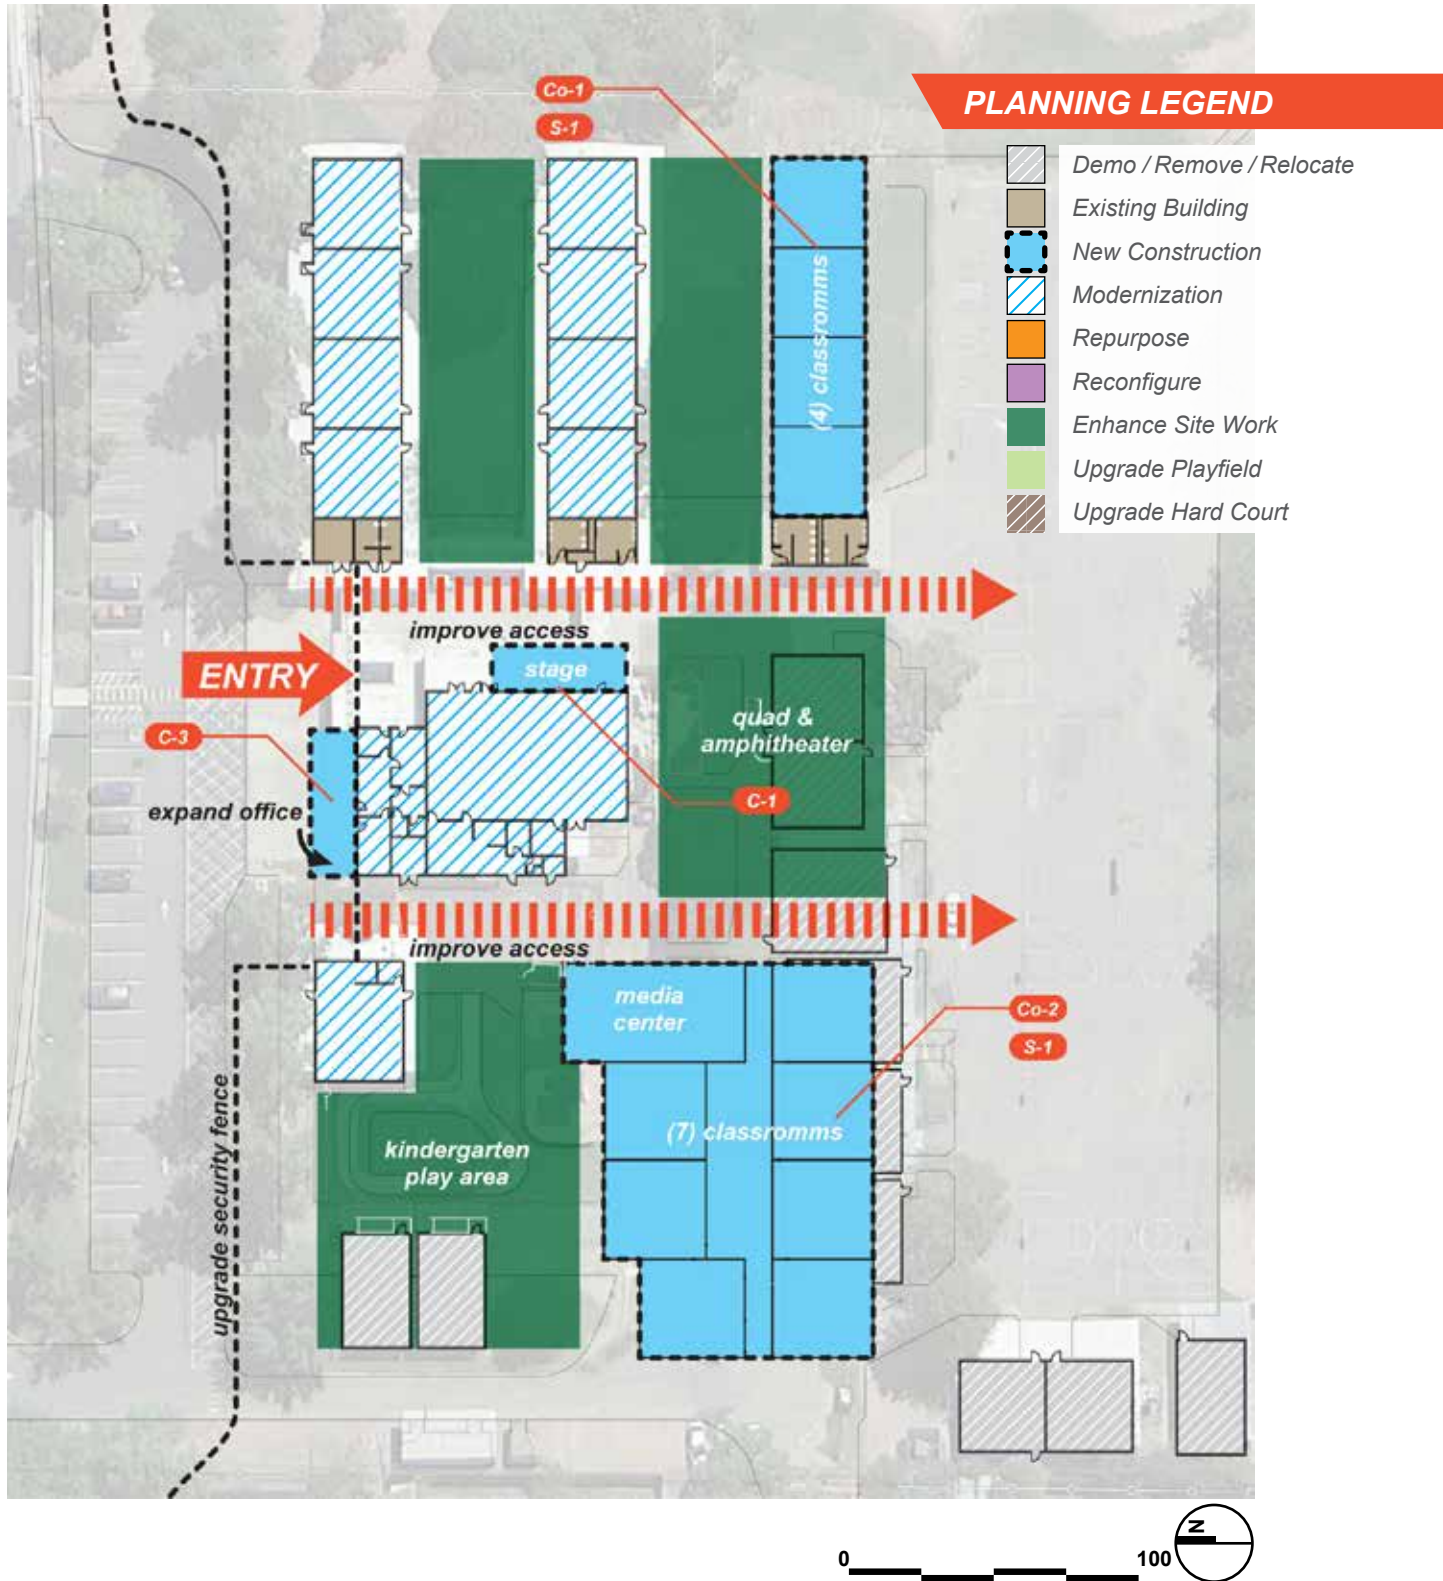 Co-1
S-1
PLANNING LEGEND
Demo / Remove / Relocate
Existing Building
New Construction
Modernization
Repurpose
Reconfigure
Enhance Site Work
Upgrade Playfield
Upgrade Hard Court
(4) classromms
improve access
ENTRY
stage
quad &
amphitheater
C-3
C-1
expand office
improve access
media
center
Co-2
S-1
(7) classromms
kindergarten
play area
upgrade security fence
N
0
100